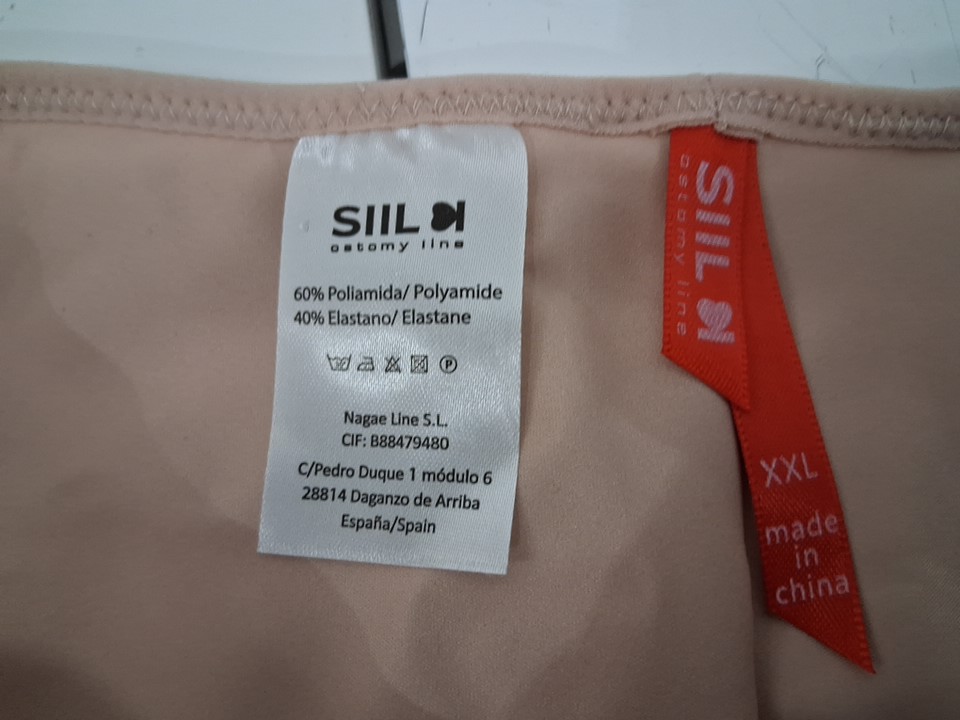 SIIL
ostomy line
60% Poliamida/ Polyamide
40% Elastano/ Elastane
P
Nagae Line S.L.
CIF: B88479480
C/Pedro Duque 1 módulo 6
28814 Daganzo de Arriba
España/Spain
SIIL
ostomy line
XXL
made
in
china